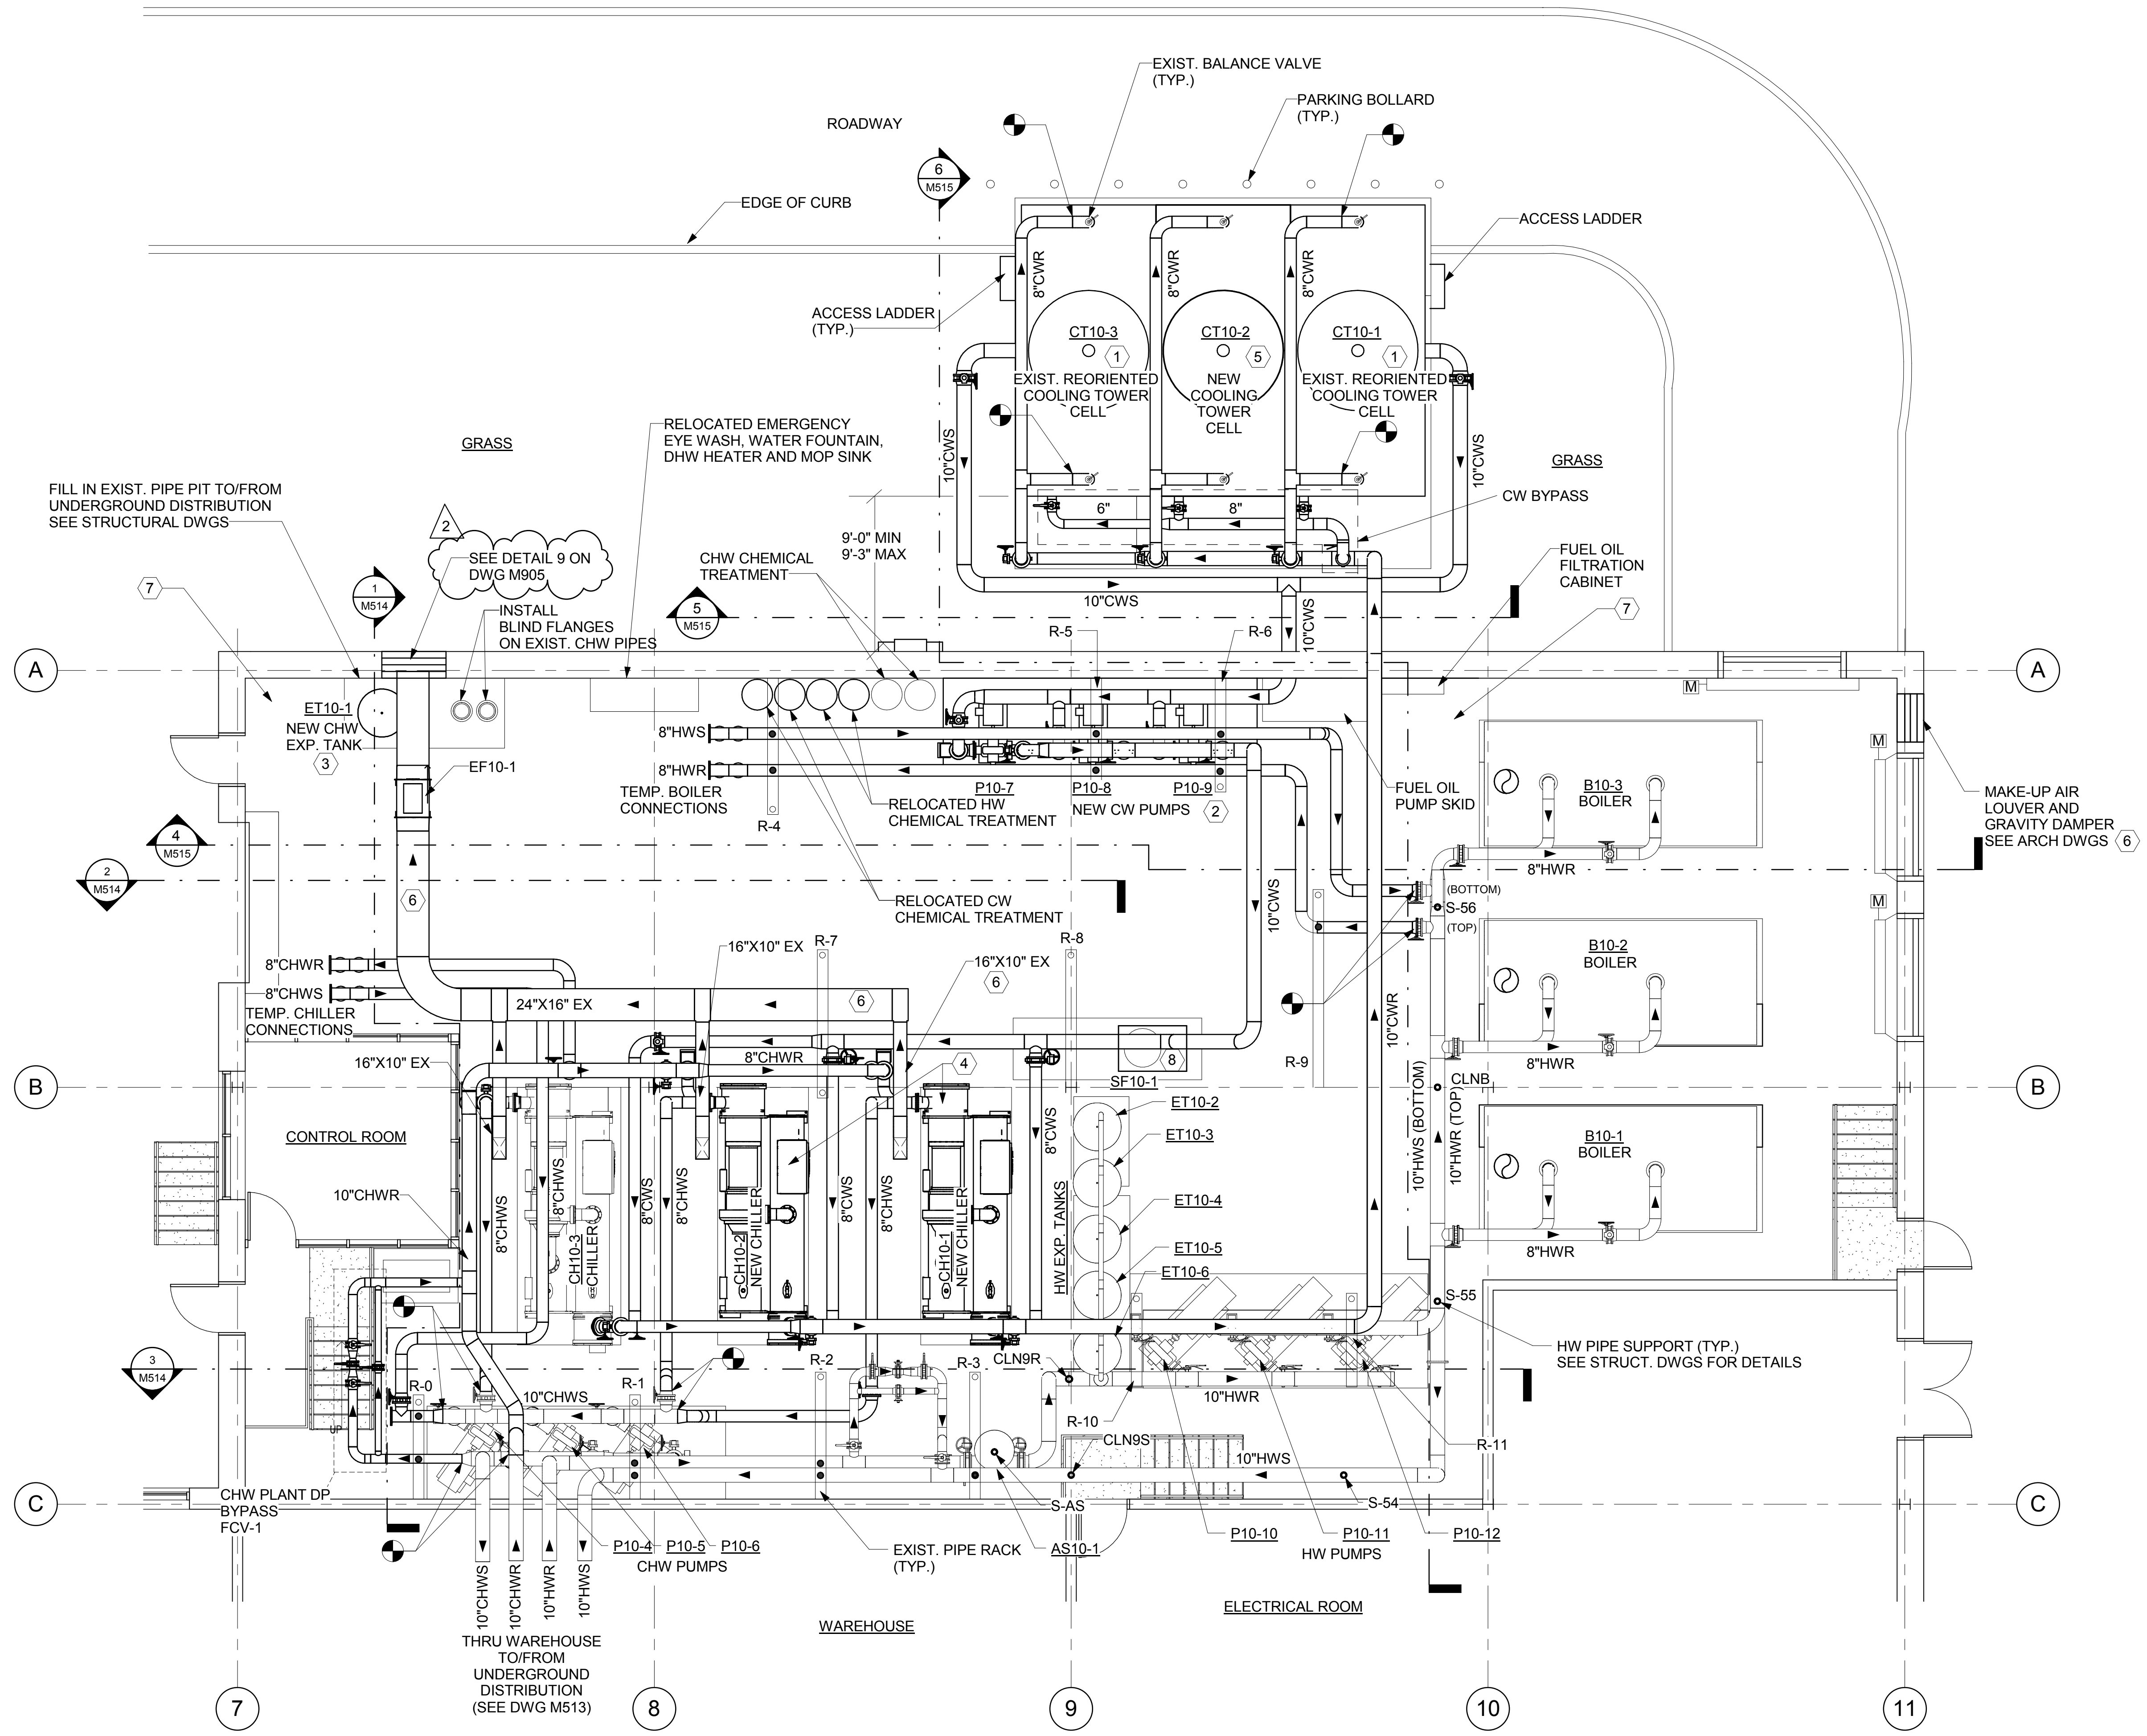 EXIST. BALANCE VALVE
(TYP.)
PARKING BOLLARD
(TYP.)
ROADWAY
6
M515
EDGE OF CURB
ACCESS LADDER
8"CWR
8"CWR
8"CWR
ACCESS LADDER
(TYP.)
CT10-3
1
EXIST. REORIENTED
COOLING TOWER
CELL
CT10-2
5
NEW
COOLING
TOWER
CELL
CT10-1
1
EXIST. REORIENTED
COOLING TOWER
CELL
RELOCATED EMERGENCY
EYE WASH, WATER FOUNTAIN,
DHW HEATER AND MOP SINK
GRASS
10"CWS
10"CWS
GRASS
FILL IN EXIST. PIPE PIT TO/FROM
UNDERGROUND DISTRIBUTION
SEE STRUCTURAL DWGS
CW BYPASS
6"
8"
2
SEE DETAIL 9 ON
DWG M905
9'-0" MIN
9'-3" MAX
CHW CHEMICAL
TREATMENT
FUEL OIL
FILTRATION
CABINET
7
1
M514
INSTALL
BLIND FLANGES
ON EXIST. CHW PIPES
5
M515
10"CWS
10"CWS
7
R-5
R-6
A
A
M
ET10-1
NEW CHW
EXP. TANK
3
8"HWS
8"HWR
TEMP. BOILER
CONNECTIONS
EF10-1
R-4
RELOCATED HW
CHEMICAL TREATMENT
P10-7
P10-8
P10-9
NEW CW PUMPS
2
FUEL OIL
PUMP SKID
B10-3
BOILER
M
MAKE-UP AIR
LOUVER AND
GRAVITY DAMPER
SEE ARCH DWGS
6
4
M515
2
M514
8"HWR
6
RELOCATED CW
CHEMICAL TREATMENT
10"CWS
(BOTTOM)
S-56
(TOP)
M
16"X10" EX
R-7
R-8
16"X10" EX
6
B10-2
BOILER
8"CHWR
8"CHWS
TEMP. CHILLER
CONNECTIONS
24"X16" EX
6
10"CWR
8"HWR
16"X10" EX
8"CHWR
4
8
SF10-1
R-9
B
CLNB
B
10"HWS (BOTTOM)
10"HWR (TOP)
CONTROL ROOM
ET10-2
ET10-3
ET10-4
ET10-5
ET10-6
HW EXP. TANKS
B10-1
BOILER
8"HWR
10"CHWR
8"CHWS
8"CHWS
CH10-3
CHILLER
8"CWS
8"CHWS
CH10-2
NEW CHILLER
8"CWS
8"CHWS
CH10-1
NEW CHILLER
8"CWS
S-55
HW PIPE SUPPORT (TYP.)
SEE STRUCT. DWGS FOR DETAILS
3
M514
R-0
10"CHWS
R-1
R-2
R-3
CLN9R
10"HWR
R-10
CLN9S
R-11
10"HWS
UP
CHW PLANT DP
BYPASS
FCV-1
C
S-AS
S-54
C
P10-4
P10-5
P10-6
CHW PUMPS
EXIST. PIPE RACK
(TYP.)
AS10-1
P10-10
P10-11
P10-12
HW PUMPS
10"CHWS
10"CHWR
10"HWR
10"HWS
WAREHOUSE
ELECTRICAL ROOM
THRU WAREHOUSE
TO/FROM
UNDERGROUND
DISTRIBUTION
(SEE DWG M513)
7
8
9
10
11